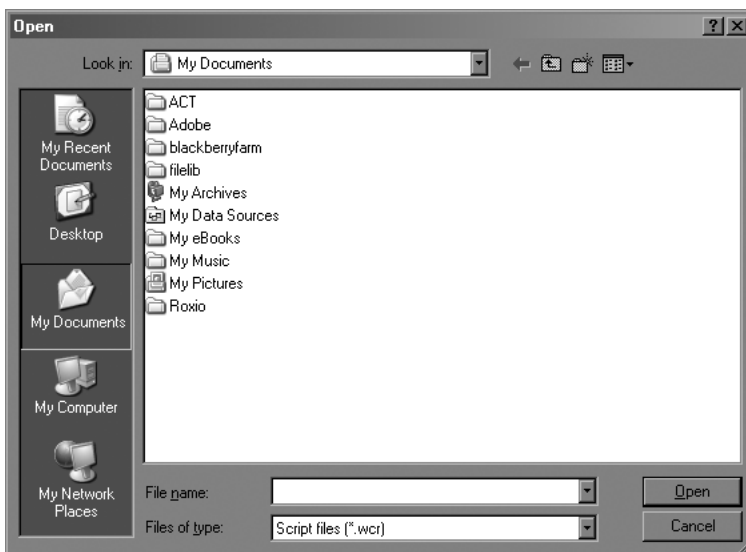 Open
Look in:
My Documents
My Recent
Documents
Desktop
My Documents
My Computer
My Network
Places
ACT
Adobe
blackberryfarm
filelib
My Archives
My Data Sources
My eBooks
My Music
My Pictures
Roxio
File name:
Open
Files of type:
Script files (*.wcr)
Cancel